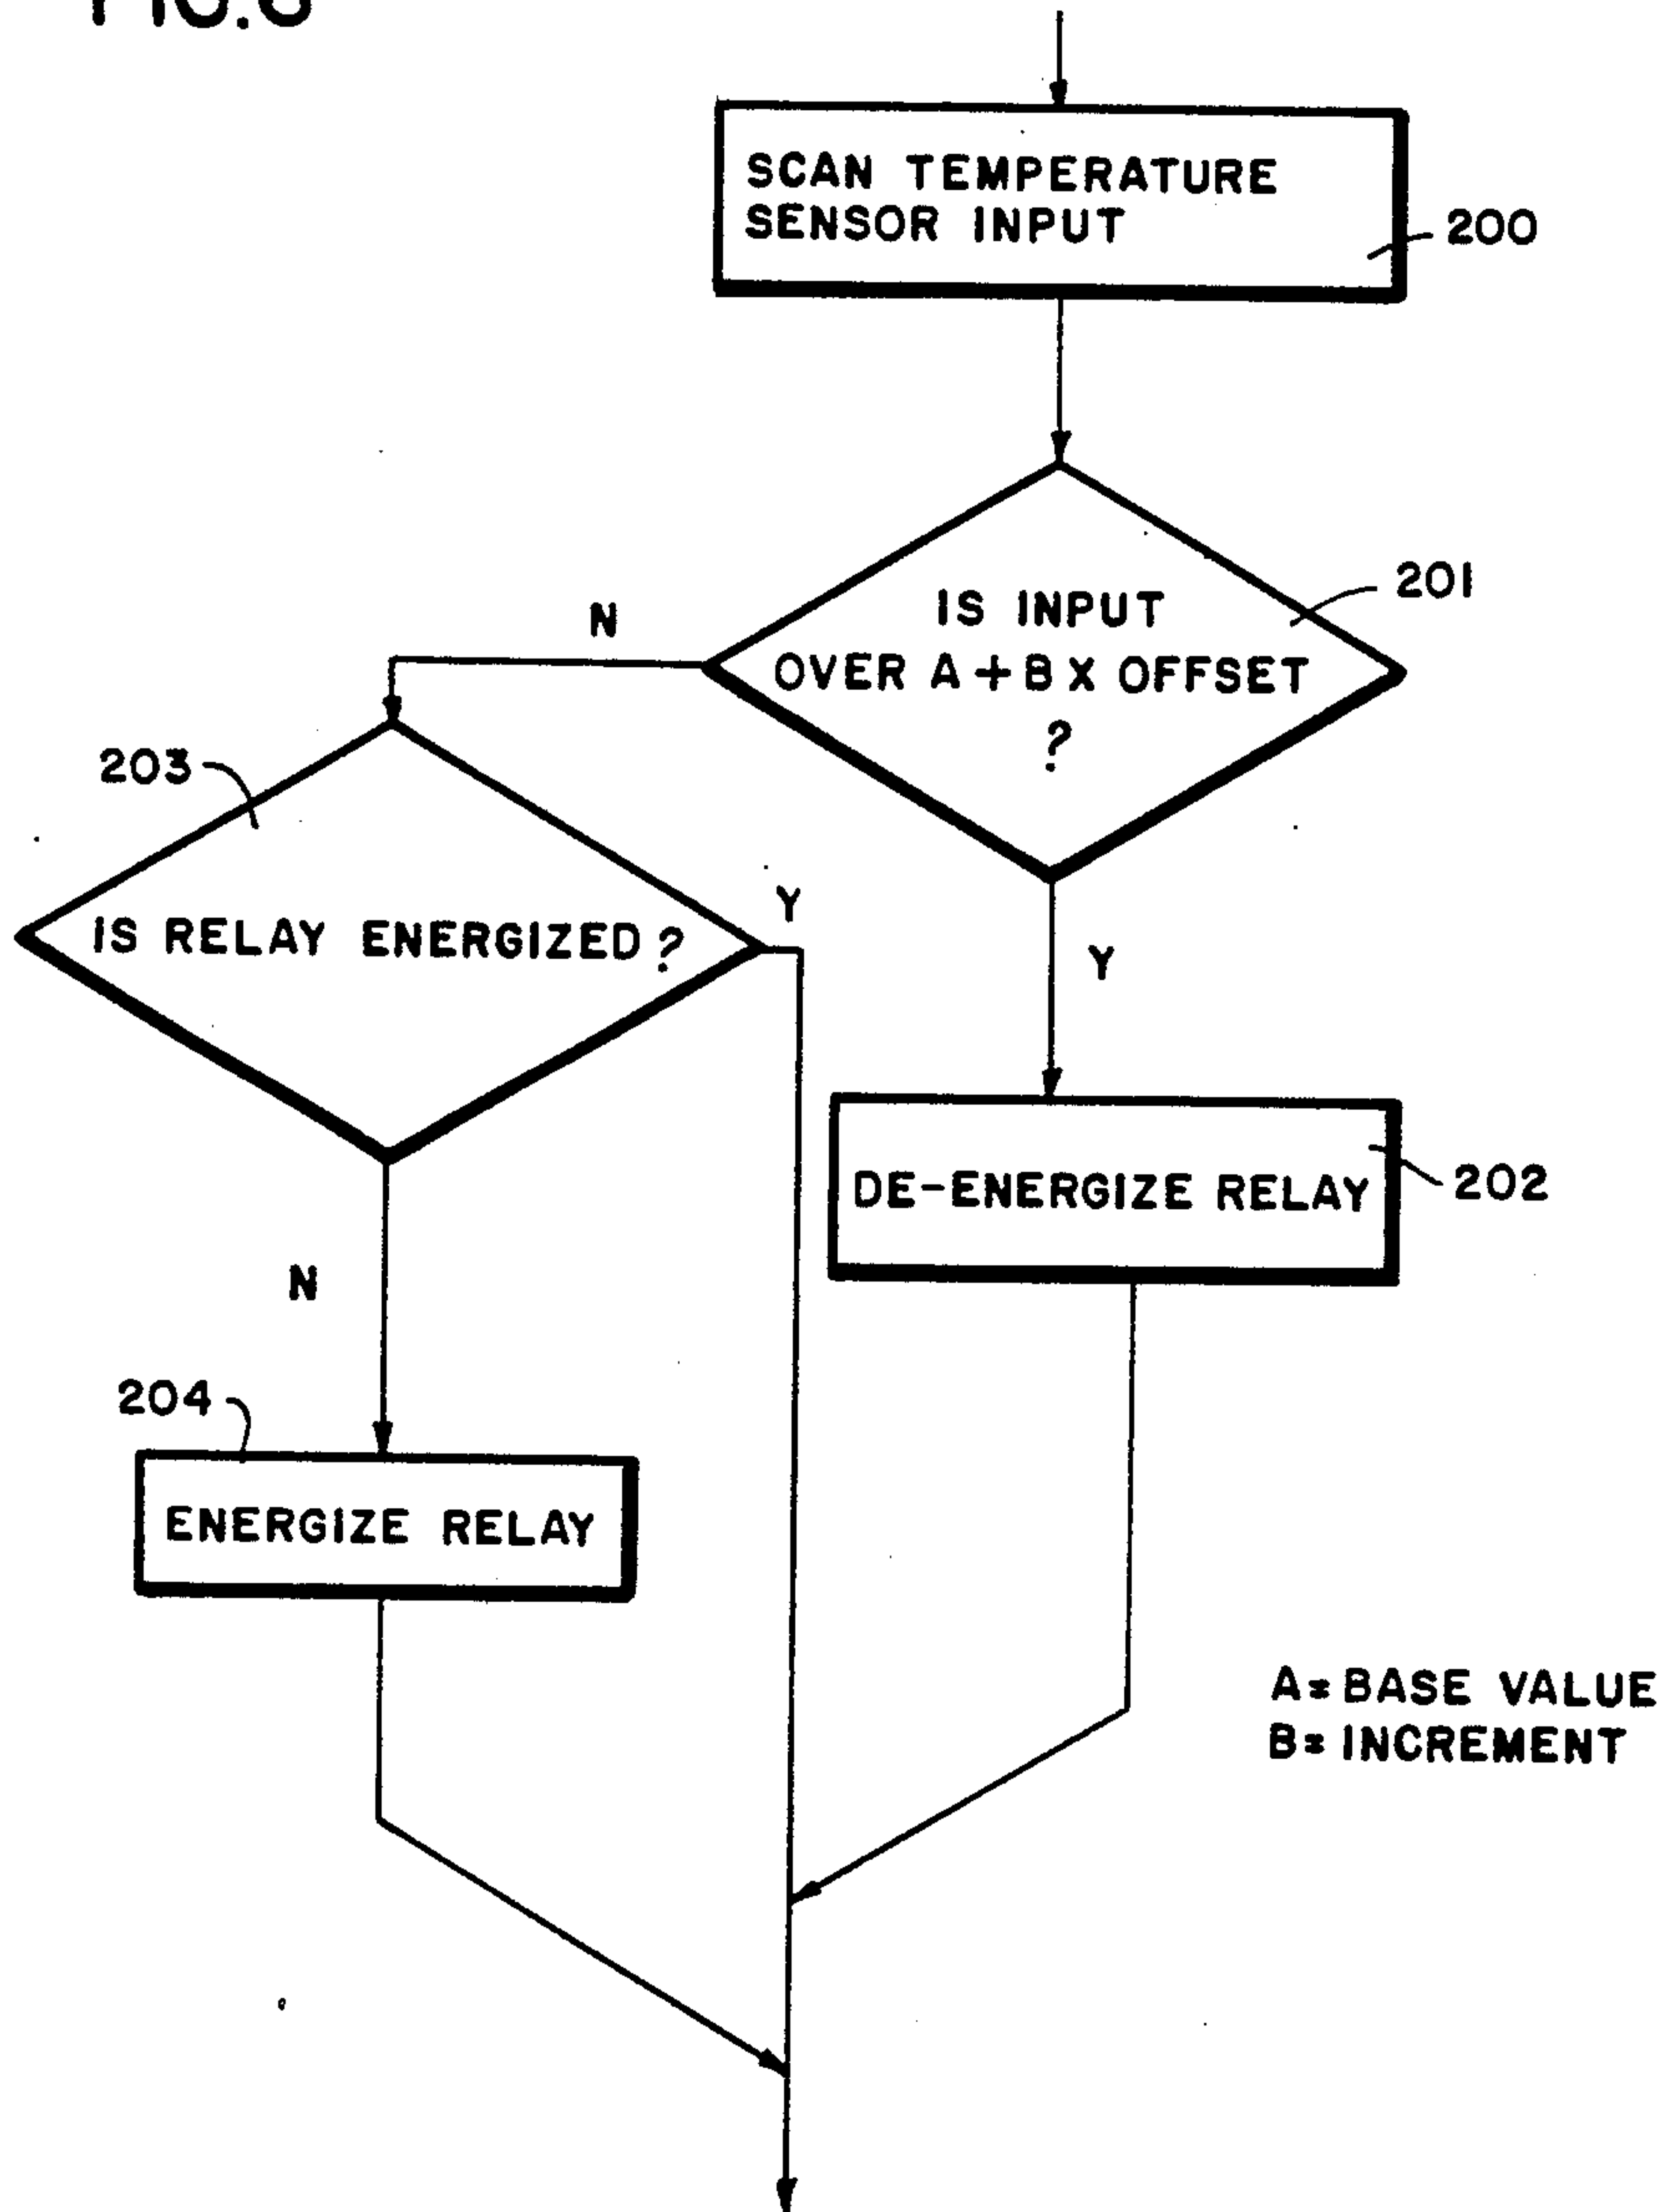 SCAN TEMPERATURE
SENSOR INPUT
200
IS INPUT
OVER A + B X OFFSET
?
201
N
203
IS RELAY ENERGIZED ?
Y
Y
DE-ENERGIZE RELAY
202
N
204
ENERGIZE RELAY
A = BASE VALUE
B = INCREMENT